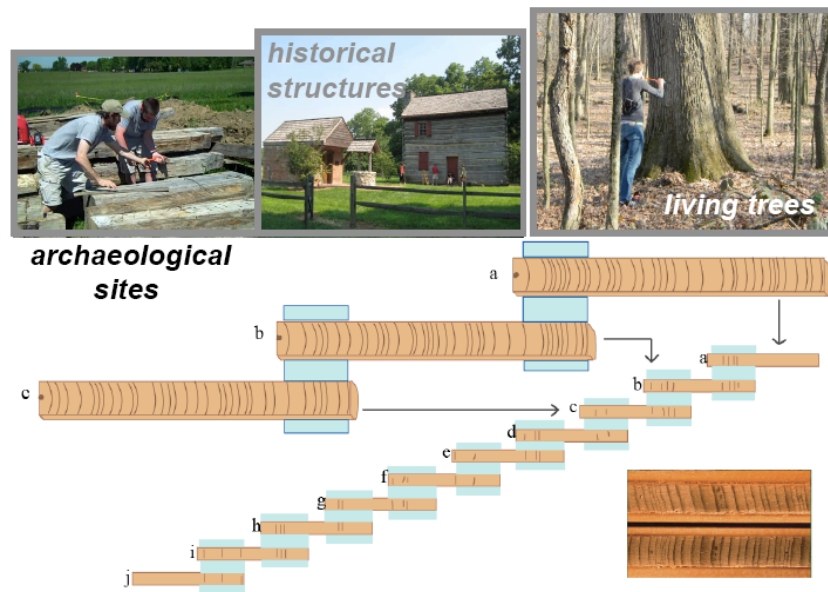 historical
structures
living trees
archaeological
sites
a
b
c
a
b
c
d
e
f
g
h
i
j